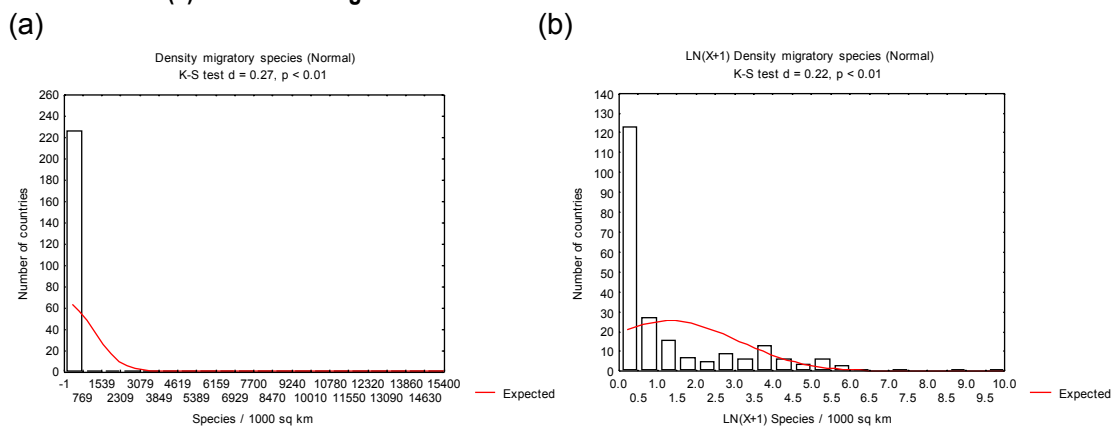 (a)
Density migratory species (Normal)
K-S test d = 0.27, p < 0.01
260
240
220
200
180
160
140
120
100
80
60
40
20
0
Number of countries
-1 1539 3079 4619 6159 7700 9240 10780 12320 13860 15400
769 2309 3849 5389 6929 8470 10010 11550 13090 14630
Species / 1000 sq km
Expected
(b)
LN(X+1) Density migratory species (Normal)
K-S test d = 0.22, p < 0.01
140
130
120
110
100
90
80
70
60
50
40
30
20
10
0
Number of countries
0.0 1.0 2.0 3.0 4.0 5.0 6.0 7.0 8.0 9.0 10.0
0.5 1.5 2.5 3.5 4.5 5.5 6.5 7.5 8.5 9.5
LN(X+1) Species / 1000 sq km
Expected